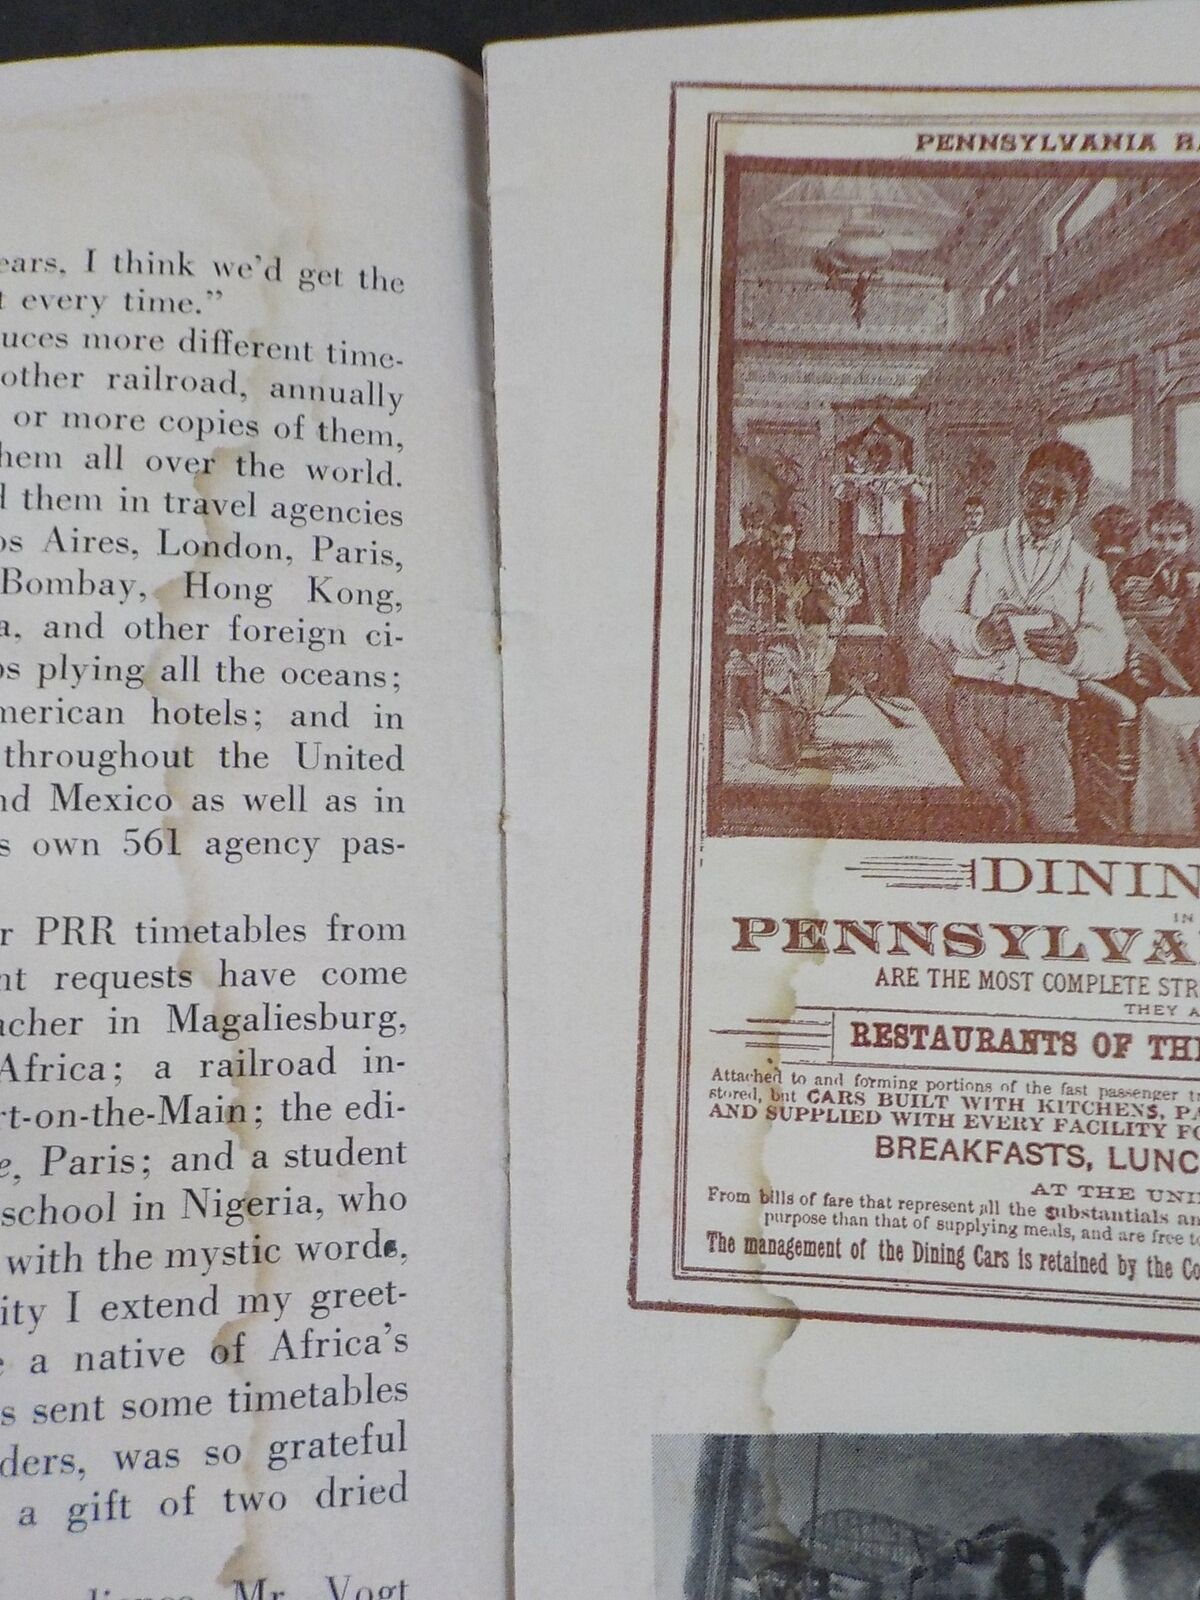 ears, I think we'd get the
t every time."
uces more different time-
other railroad, annually
or more copies of them,
hem all over the world.
d them in travel agencies
os Aires, London, Paris,
Bombay, Hong Kong,
a, and other foreign ci-
os plying all the oceans;
merican hotels; and in
throughout the United
nd Mexico as well as in
s own 561 agency pas-
r PRR timetables from
nt requests have come
acher in Magaliesburg,
Africa; a railroad in-
rt-on-the-Main; the edi-
e, Paris; and a student
school in Nigeria, who
with the mystic words,
ity I extend my greet-
e a native of Africa's
s sent some timetables
ders, was so grateful
a gift of two dried
Mr. Vogt
PENNSYLVANIA RA
DININ
IN
PENNSYLVA
ARE THE MOST COMPLETE STR
THEY A
RESTAURANTS OF THE
Attached to and forming portions of the fast passenger tr
stored, but CARS BUILT WITH KITCHENS, PA
AND SUPPLIED WITH EVERY FACILITY FO
BREAKFASTS, LUNC
AT THE UNI
From bills of fare that represent all the substantials an
purpose than that of supplying meals, and are free to
The management of the Dining Cars is retained by the Co